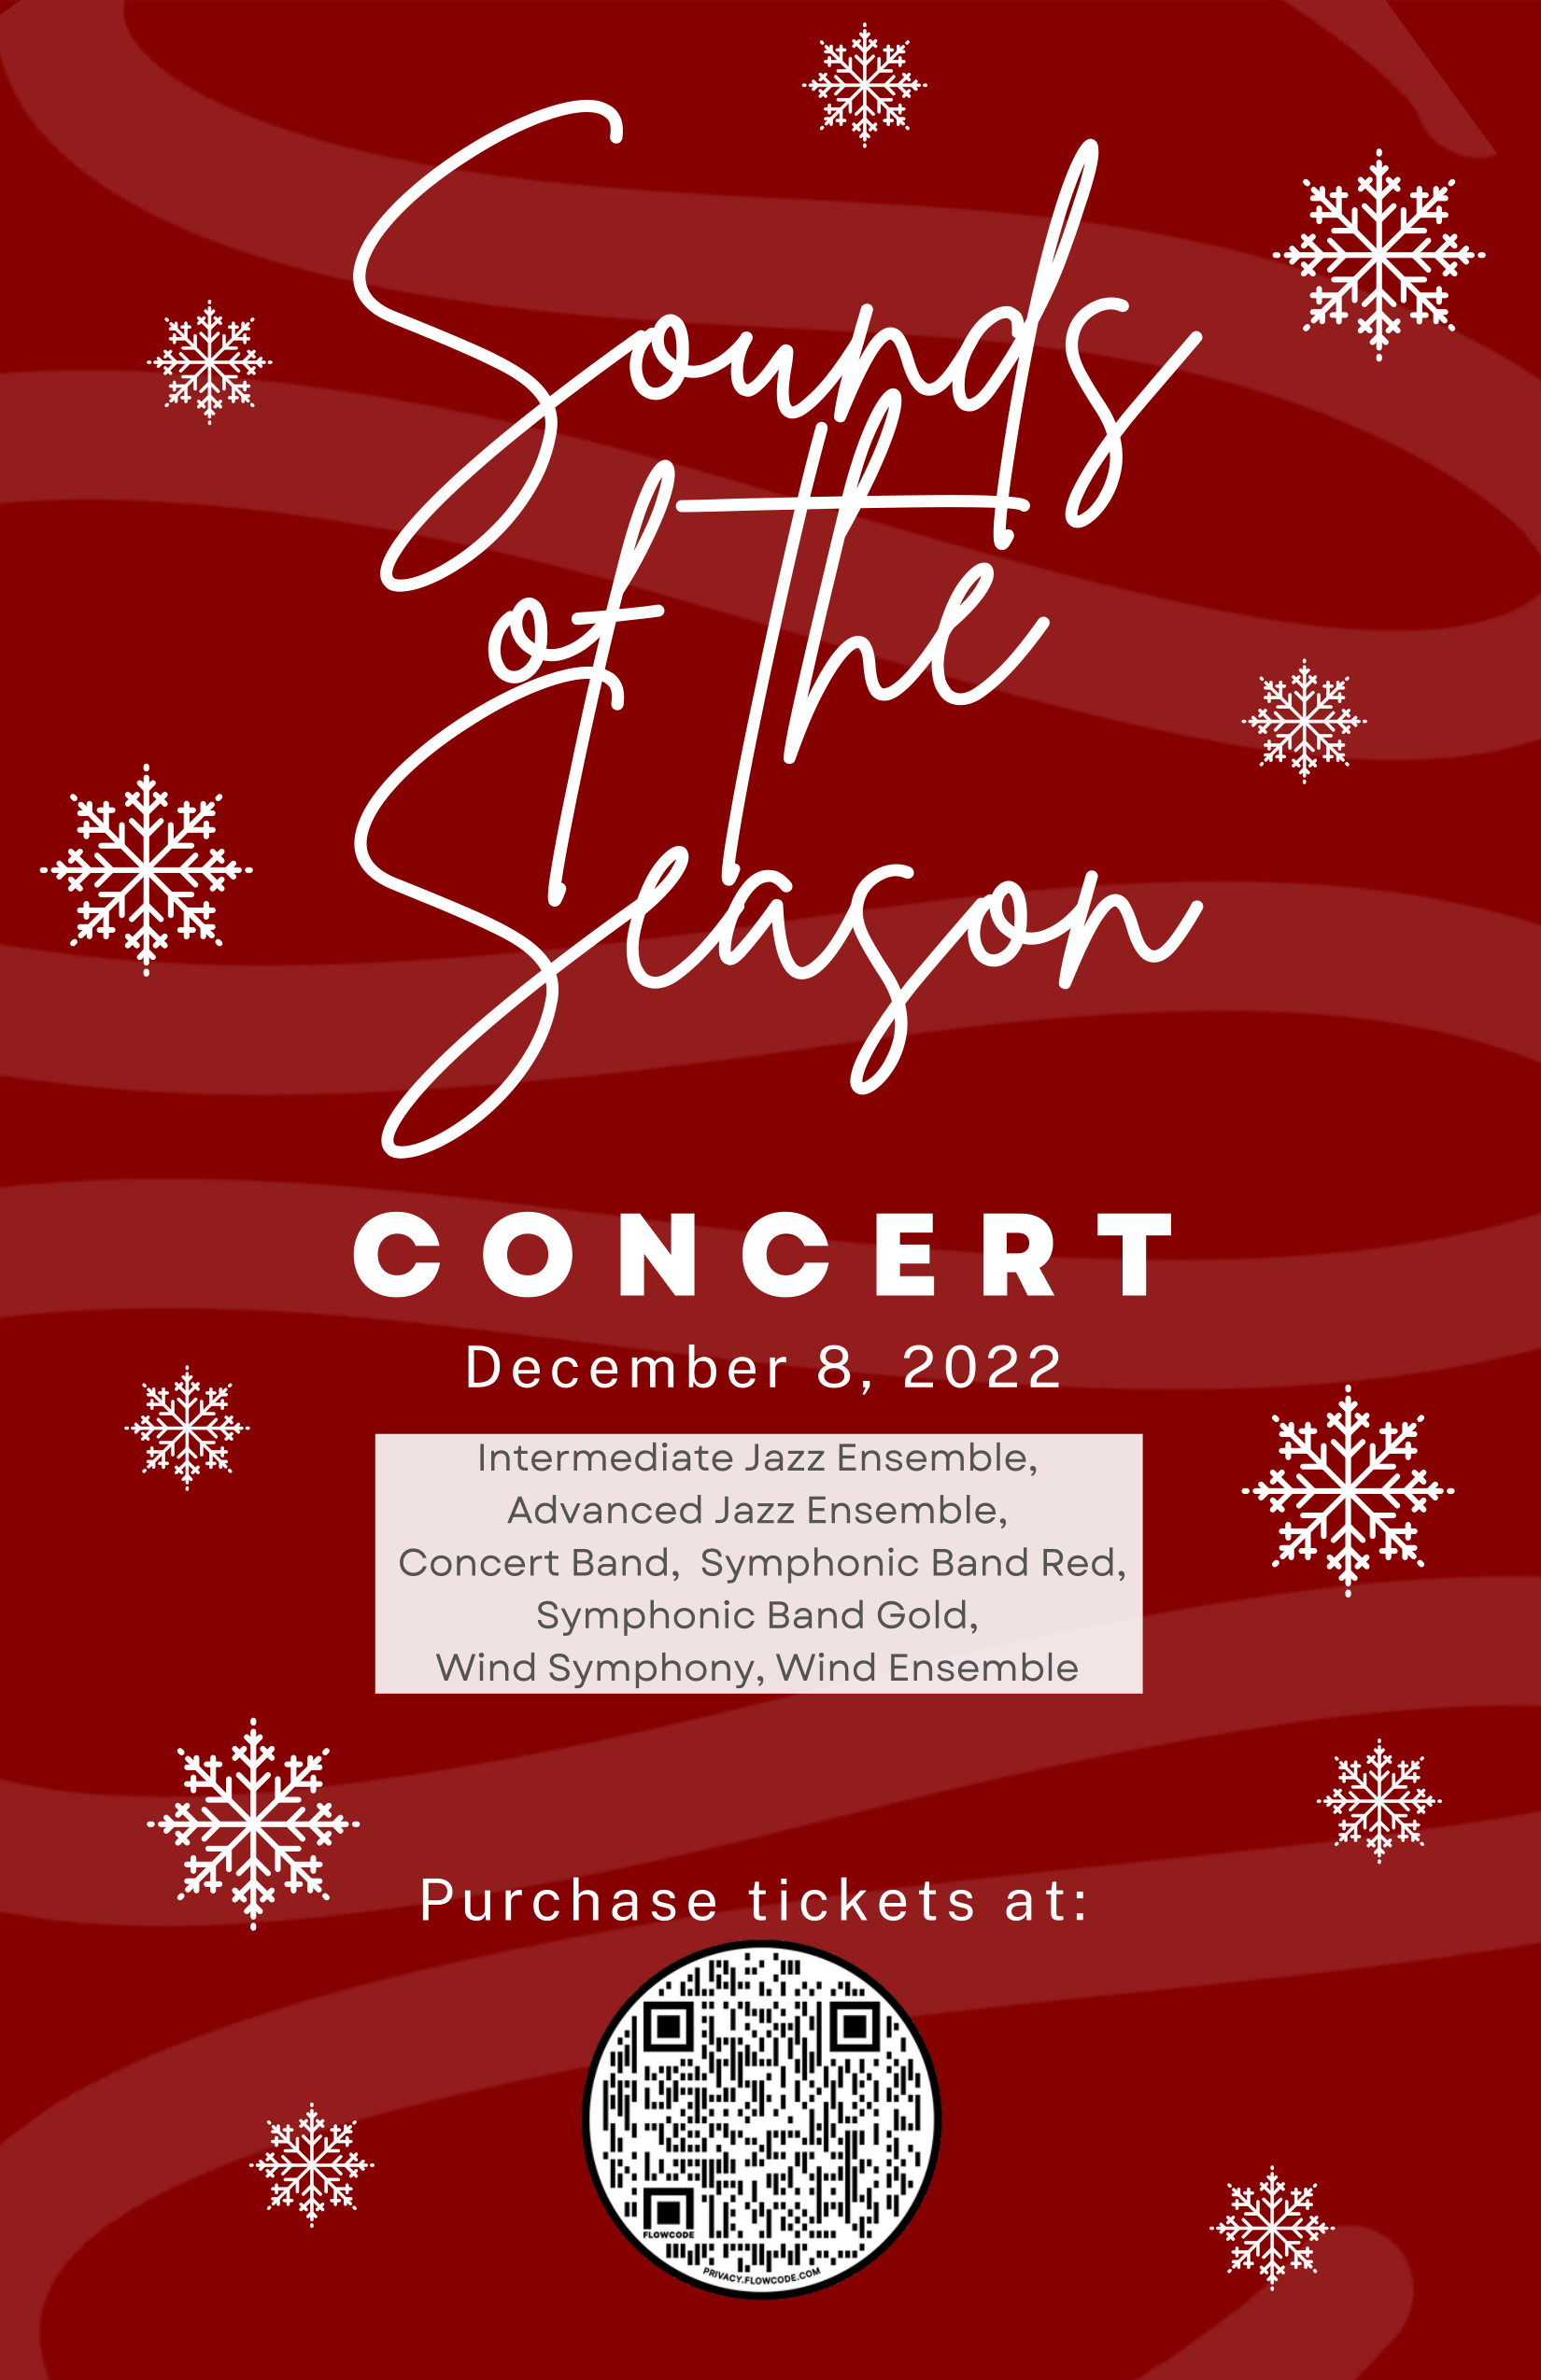 Sounds
of the
Season
CONCERT
December 8, 2022
Intermediate Jazz Ensemble,
Advanced Jazz Ensemble,
Concert Band, Symphonic Band Red,
Symphonic Band Gold,
Wind Symphony, Wind Ensemble
Purchase tickets at:
FLOWCODE
PRIVACY.FLOWCODE.COM